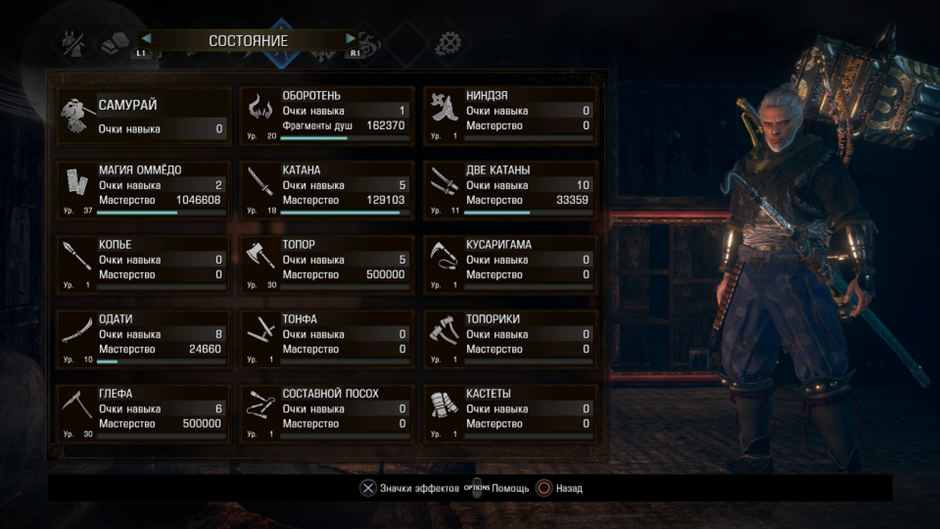 СОСТОЯНИЕ
L1
R1
САМУРАЙ
Очки навыка 0
ОБОРОТЕНЬ
Очки навыка 1
Фрагменты душ 162370
Ур. 20
НИНДЗЯ
Очки навыка 0
Мастерство 0
Ур. 1
МАГИЯ ОММЁДО
Очки навыка 2
Мастерство 1046608
Ур. 37
КАТАНА
Очки навыка 5
Мастерство 129103
Ур. 18
ДВЕ КАТАНЫ
Очки навыка 10
Мастерство 33359
Ур. 11
КОПЬЕ
Очки навыка 0
Мастерство 0
Ур. 1
ТОПОР
Очки навыка 5
Мастерство 500000
Ур. 30
КУСАРИГАМА
Очки навыка 0
Мастерство 0
Ур. 1
ОДАТИ
Очки навыка 8
Мастерство 24660
Ур. 10
ТОНФА
Очки навыка 0
Мастерство 0
Ур. 1
ТОПОРИКИ
Очки навыка 0
Мастерство 0
Ур. 1
ГЛЕФА
Очки навыка 6
Мастерство 500000
Ур. 30
СОСТАВНОЙ ПОСОХ
Очки навыка 0
Мастерство 0
Ур. 1
КАСТЕТЫ
Очки навыка 0
Мастерство 0
Ур. 1
Значки эффектов OPTIONS Помощь Назад